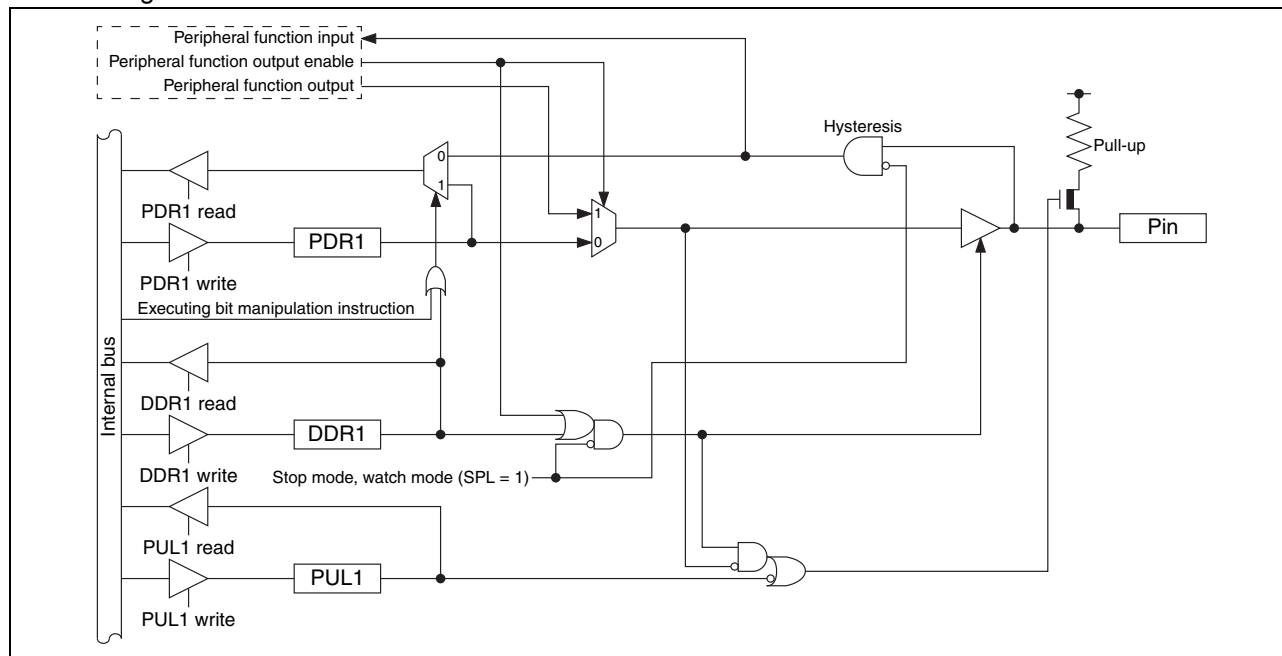 Peripheral function input
Peripheral function output enable
Peripheral function output
Hysteresis
Pull-up
0
1
PDR1 read
1
PDR1
0
Pin
PDR1 write
Executing bit manipulation instruction
Internal bus
DDR1 read
DDR1
DDR1 write
Stop mode, watch mode (SPL = 1)
PUL1 read
PUL1
PUL1 write